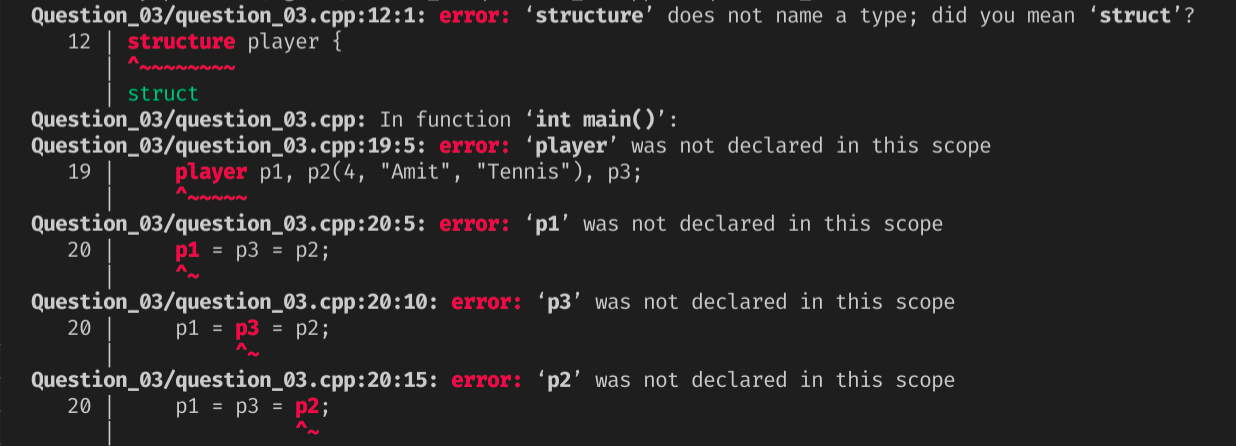 Question_03/question_03.cpp:12:1: error: ‘structure’ does not name a type; did you mean ‘struct’?
12 | structure player {
| ^~~~~~~~~
| struct
Question_03/question_03.cpp: In function ‘int main()’:
Question_03/question_03.cpp:19:5: error: ‘player’ was not declared in this scope
19 | player p1, p2(4, "Amit", "Tennis"), p3;
| ^~~~~~
Question_03/question_03.cpp:20:5: error: ‘p1’ was not declared in this scope
20 | p1 = p3 = p2;
| ^~
Question_03/question_03.cpp:20:10: error: ‘p3’ was not declared in this scope
20 | p1 = p3 = p2;
| ^~
Question_03/question_03.cpp:20:15: error: ‘p2’ was not declared in this scope
20 | p1 = p3 = p2;
| ^~